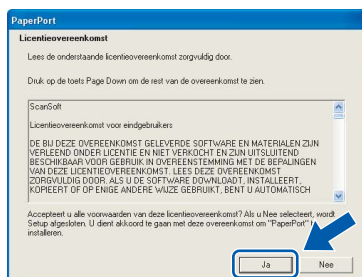 PaperPort
Licentieovereenkomst
Lees de onderstaande licentieovereenkomst zorgvuldig door.
Druk op de toets Page Down om de rest van de overeenkomst te zien.
ScanSoft
Licentieovereenkomst voor eindgebruikers
DE BIJ DEZE OVEREENKOMST GELEVERDE SOFTWARE EN MATERIALEN ZIJN
VERLEEND ONDER LICENTIE EN NIET VERKOCHT EN ZIJN UITSLUITEND
BESCHIKBAAR VOOR GEBRUIK IN OVEREENSTEMMING MET DE BEPALINGEN
VAN DEZE LICENTIEOVEREENKOMST. LEES DEZE OVEREENKOMST
ZORGVULDIG DOOR. ALS U DE SOFTWARE DOWNLOADT, INSTALLEERT,
KOPIEERT OF OP ENIGE ANDERE WIJZE GEBRUIKT, BENT U AUTOMATISCH
Accepteert u alle voorwaarden van deze licentieovereenkomst? Als u Nee selecteert, wordt
Setup afgesloten. U dient akkoord te gaan met deze overeenkomst om "PaperPort"
installeren.
Ja
Nee